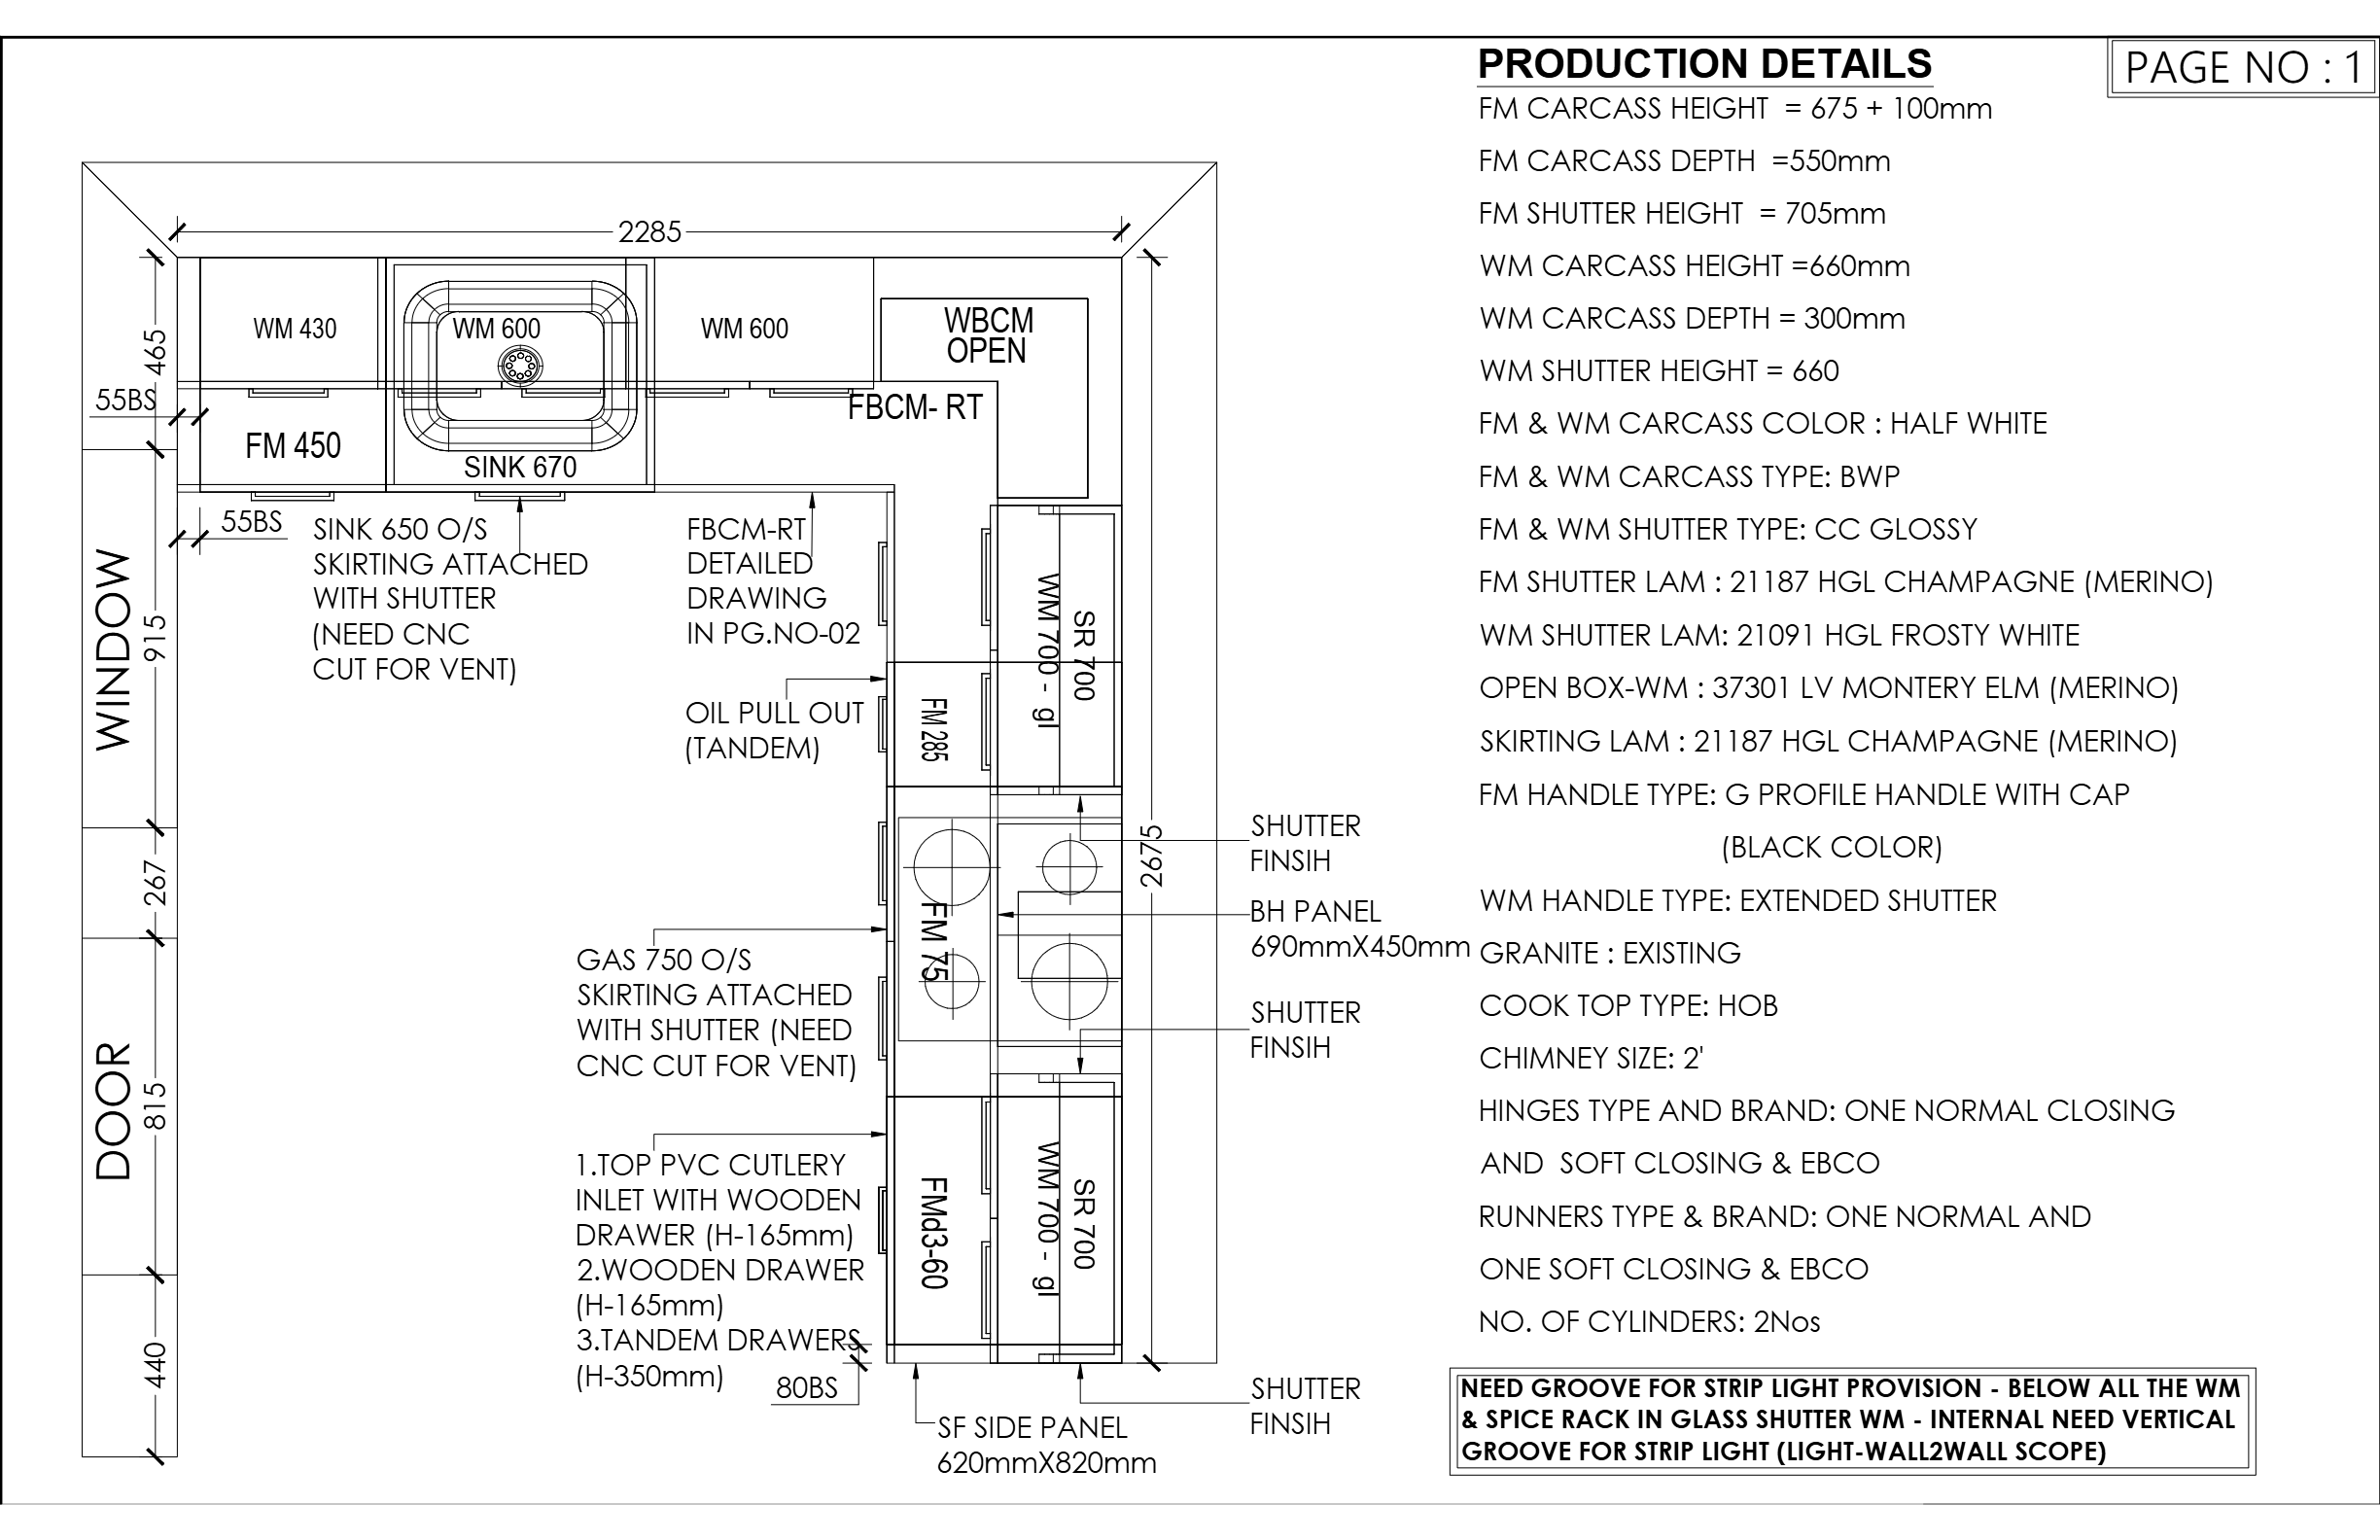 PAGE NO : 1
2285
465
55BS
WM 430
WM 600
WM 600
WBCM
OPEN
FBCM- RT
FM 450
SINK 670
55BS
SINK 650 O/S
SKIRTING ATTACHED
WITH SHUTTER
(NEED CNC
CUT FOR VENT)
FBCM-RT
DETAILED
DRAWING
IN PG.NO-02
WINDOW
915
OIL PULL OUT
(TANDEM)
FM 285
WM 700 - gl
SR 700
2675
SHUTTER
FINSIH
BH PANEL
690mmX450mm
267
FM 75
GAS 750 O/S
SKIRTING ATTACHED
WITH SHUTTER (NEED
CNC CUT FOR VENT)
SHUTTER
FINSIH
DOOR
815
1.TOP PVC CUTLERY
INLET WITH WOODEN
DRAWER (H-165mm)
2.WOODEN DRAWER
(H-165mm)
3.TANDEM DRAWERS
(H-350mm)
FMd3-60
WM 700 - gl
SR 700
440
80BS
SF SIDE PANEL
620mmX820mm
SHUTTER
FINSIH
PRODUCTION DETAILS
FM CARCASS HEIGHT = 675 + 100mm
FM CARCASS DEPTH =550mm
FM SHUTTER HEIGHT = 705mm
WM CARCASS HEIGHT =660mm
WM CARCASS DEPTH = 300mm
WM SHUTTER HEIGHT = 660
FM & WM CARCASS COLOR : HALF WHITE
FM & WM CARCASS TYPE: BWP
FM & WM SHUTTER TYPE: CC GLOSSY
FM SHUTTER LAM : 21187 HGL CHAMPAGNE (MERINO)
WM SHUTTER LAM: 21091 HGL FROSTY WHITE
OPEN BOX-WM : 37301 LV MONTERY ELM (MERINO)
SKIRTING LAM : 21187 HGL CHAMPAGNE (MERINO)
FM HANDLE TYPE: G PROFILE HANDLE WITH CAP
(BLACK COLOR)
WM HANDLE TYPE: EXTENDED SHUTTER
GRANITE : EXISTING
COOK TOP TYPE: HOB
CHIMNEY SIZE: 2'
HINGES TYPE AND BRAND: ONE NORMAL CLOSING
AND SOFT CLOSING & EBCO
RUNNERS TYPE & BRAND: ONE NORMAL AND
ONE SOFT CLOSING & EBCO
NO. OF CYLINDERS: 2Nos
NEED GROOVE FOR STRIP LIGHT PROVISION - BELOW ALL THE WM
& SPICE RACK IN GLASS SHUTTER WM - INTERNAL NEED VERTICAL
GROOVE FOR STRIP LIGHT (LIGHT-WALL2WALL SCOPE)